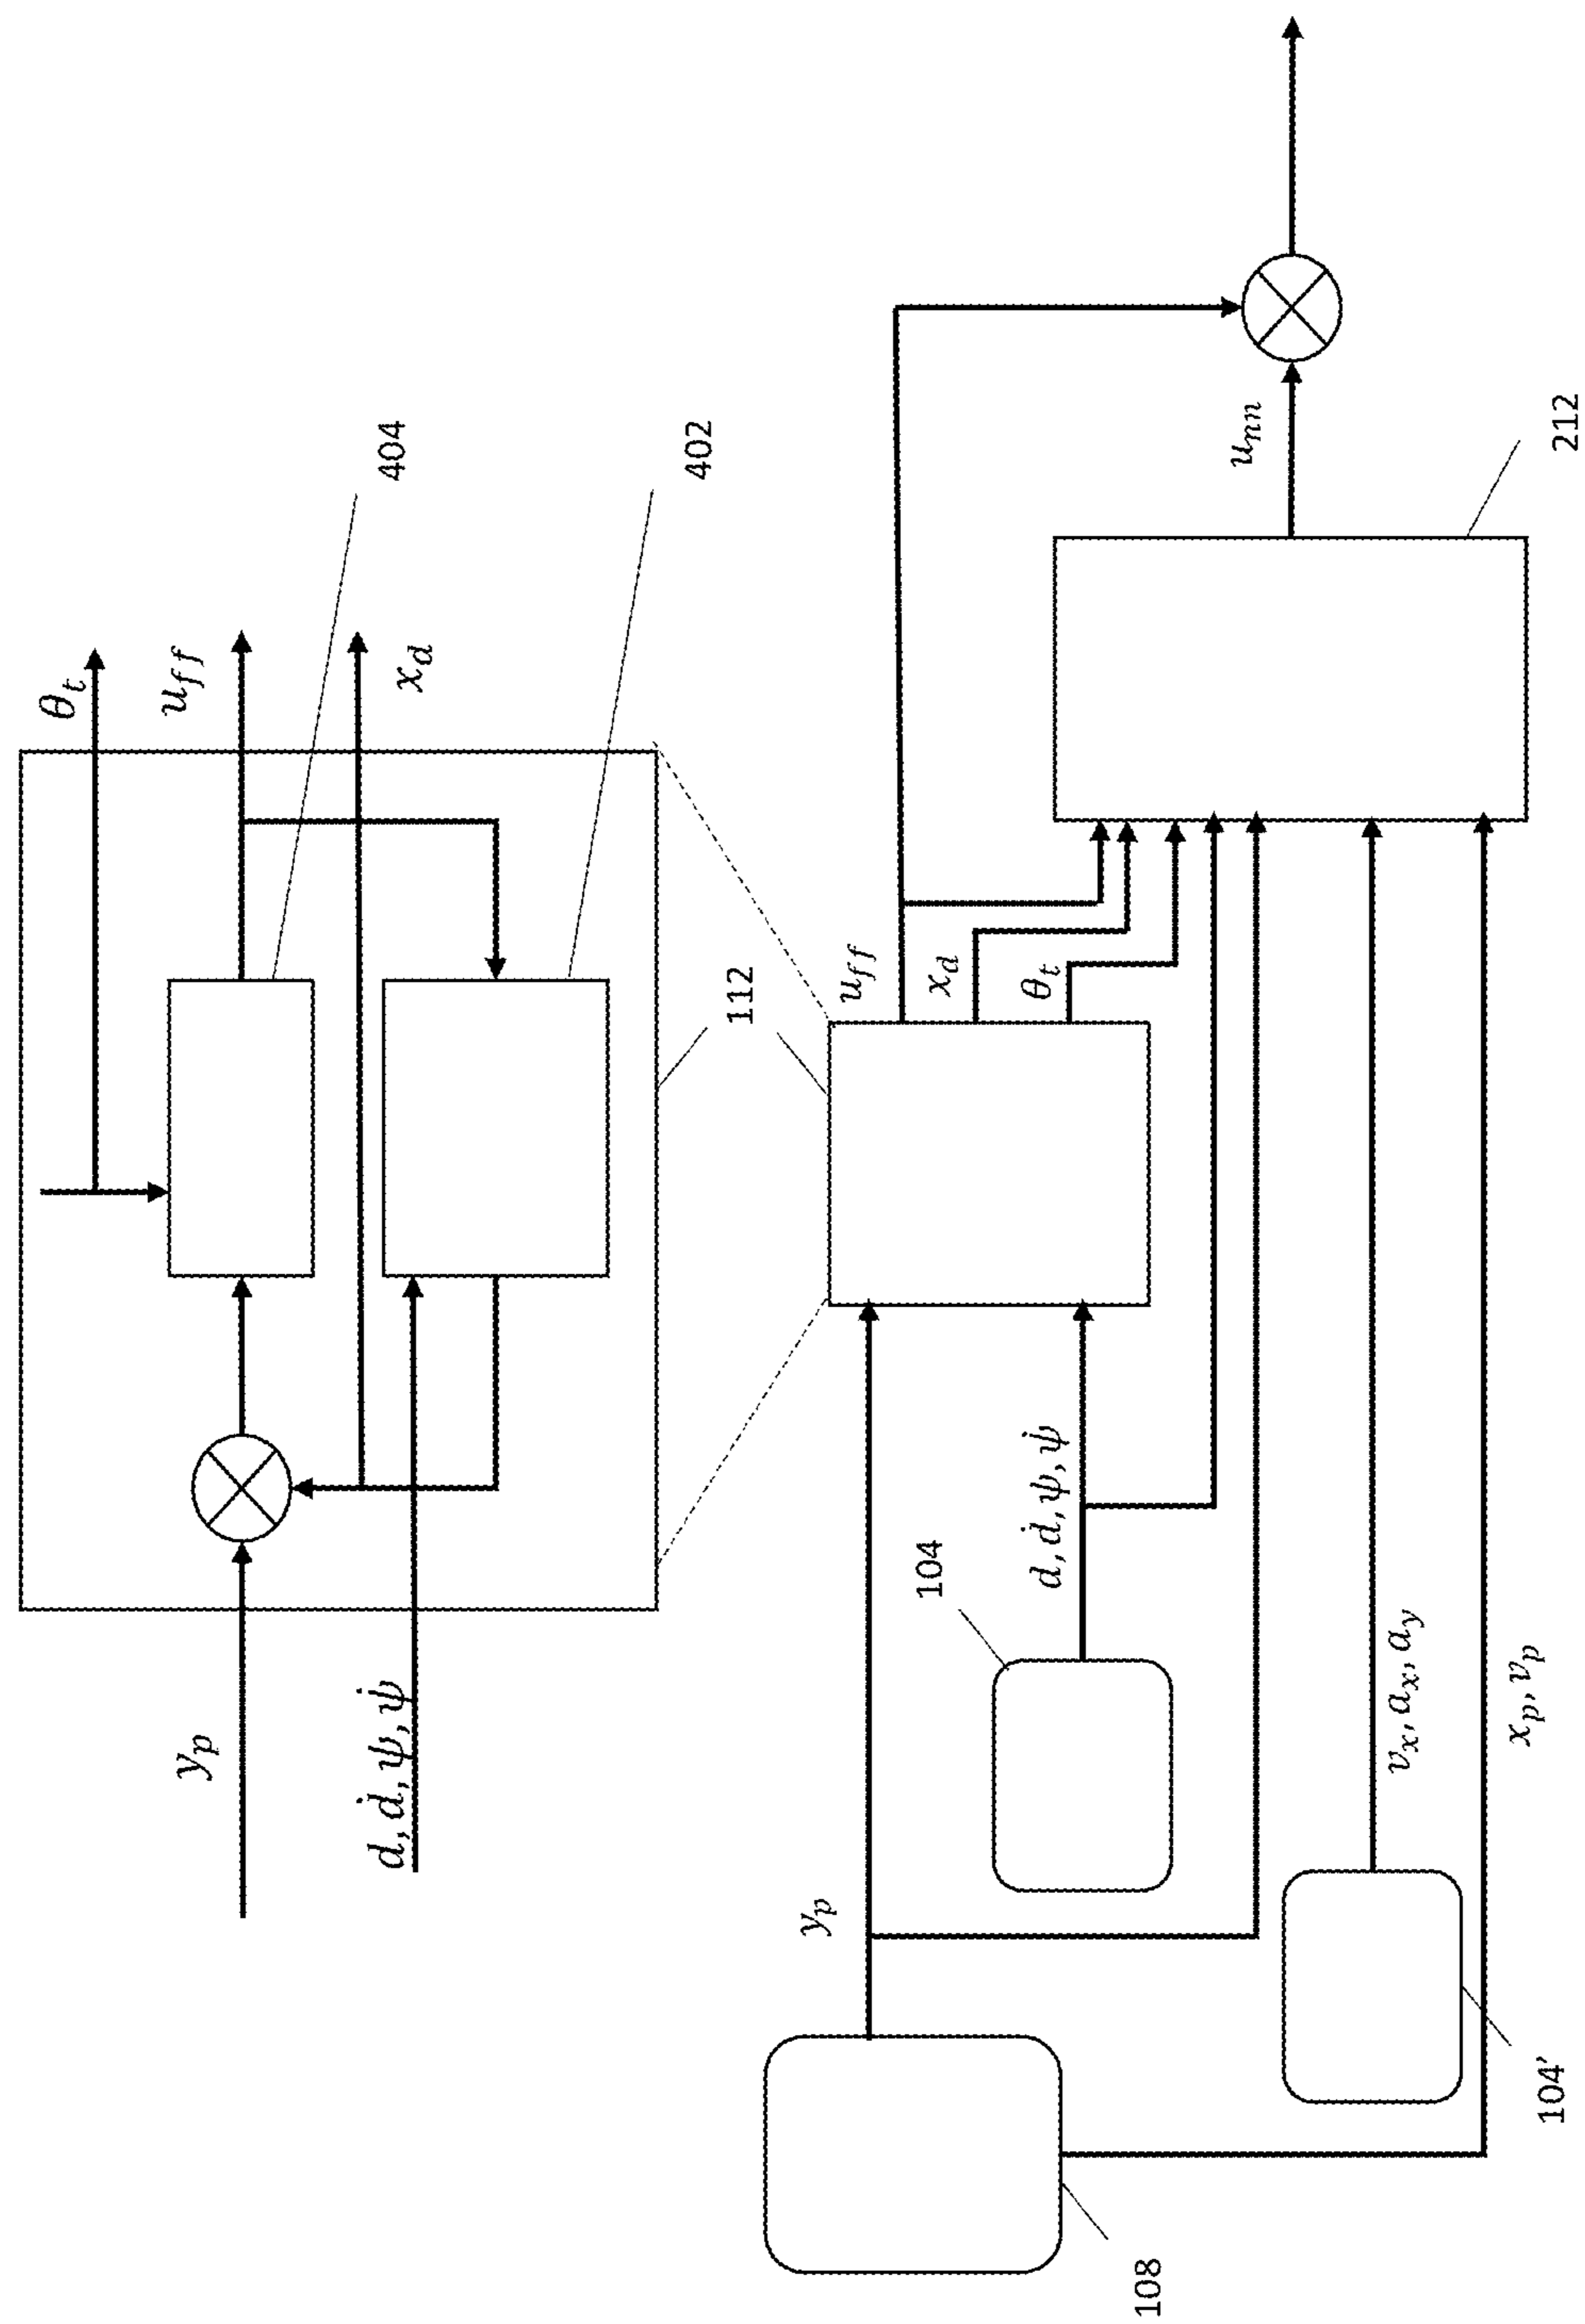 θ_t
u_ff
x_d
404
402
y_p
d, ḋ, ψ, ψ̇
112
u_ff
x_d
θ_t
u_nn
212
y_p
104
d, ḋ, ψ, ψ̇
v_x, a_x, a_y
x_p, v_p
108
104'